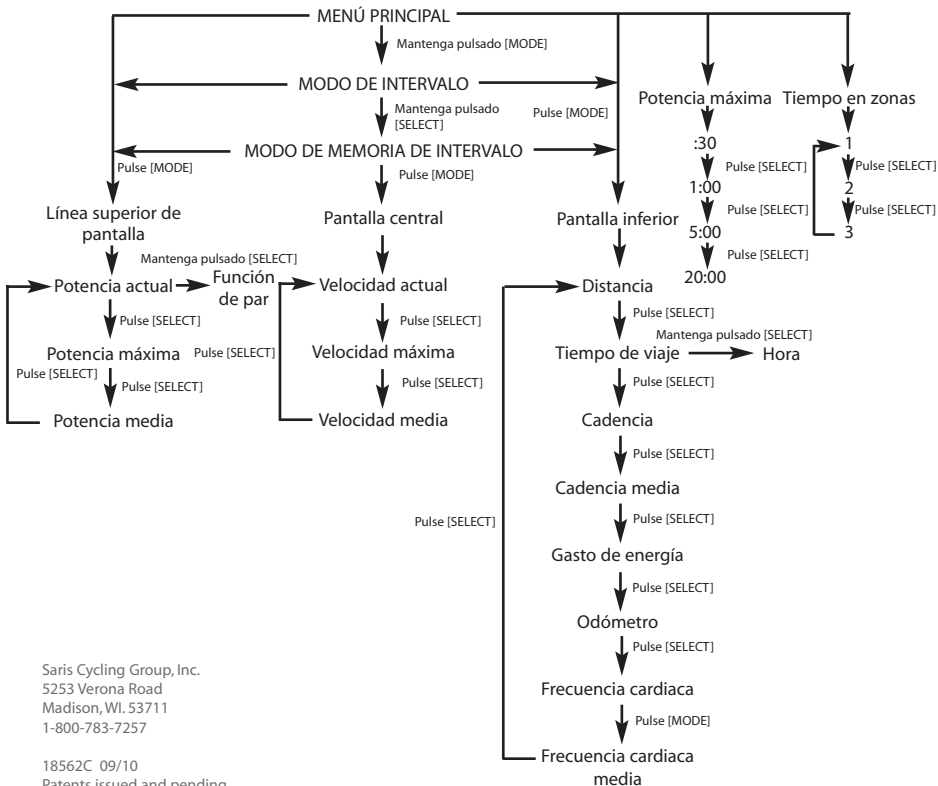 MENÚ PRINCIPAL
Mantenga pulsado [MODE]
MODO DE INTERVALO
Mantenga pulsado
[SELECT]
Pulse [MODE]
MODO DE MEMORIA DE INTERVALO
Pulse [MODE]
Pulse [MODE]
Línea superior de
pantalla
Mantenga pulsado [SELECT]
Potencia actual
Función
de par
Pulse [SELECT]
Potencia máxima
Pulse [SELECT]
Pulse [SELECT]
Potencia media
Pantalla central
Velocidad actual
Pulse [SELECT]
Velocidad máxima
Pulse [SELECT]
Pulse [SELECT]
Velocidad media
Pantalla inferior
Distancia
Pulse [SELECT]
Mantenga pulsado [SELECT]
Tiempo de viaje
Hora
Pulse [SELECT]
Cadencia
Pulse [SELECT]
Cadencia media
Pulse [SELECT]
Pulse [SELECT]
Gasto de energía
Pulse [SELECT]
Odómetro
Pulse [SELECT]
Frecuencia cardiaca
Pulse [MODE]
Frecuencia cardiaca
media
Potencia máxima
:30
Pulse [SELECT]
1:00
Pulse [SELECT]
5:00
Pulse [SELECT]
20:00
Tiempo en zonas
1
Pulse [SELECT]
2
Pulse [SELECT]
3
Saris Cycling Group, Inc.
5253 Verona Road
Madison, WI. 53711
1-800-783-7257
18562C 09/10
Patents issued and pending